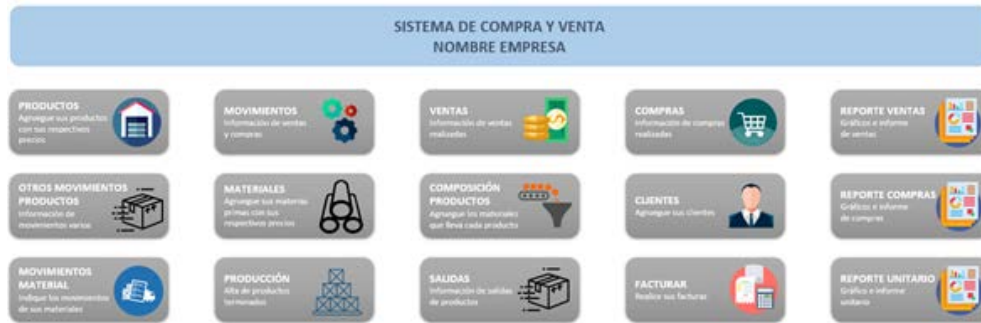 SISTEMA DE COMPRA Y VENTA
NOMBRE EMPRESA
PRODUCTOS
Agruegue sus productos
con sus respectivos
precios
MOVIMIENTOS
Información de ventas
y compras
VENTAS
Información de ventas
realizadas
COMPRAS
Información de compras
realizadas
REPORTE VENTAS
Gráficos e informe
de ventas
OTROS MOVIMIENTOS
PRODUCTOS
Información de
movimientos varios
MATERIALES
Agruegue sus materias
primas con sus
respectivos precios
COMPOSICIÓN
PRODUCTOS
Agruegue los materiales
que lleva cada producto
CLIENTES
Agruegue sus clientes
REPORTE COMPRAS
Gráficos e informe
de compras
MOVIMIENTOS
MATERIAL
Indique los movimientos
de sus materiales
PRODUCCIÓN
Alta de productos
terminados
SALIDAS
Información de salidas
de productos
FACTURAR
Realice sus facturas
REPORTE UNITARIO
Gráfico e informe
unitario